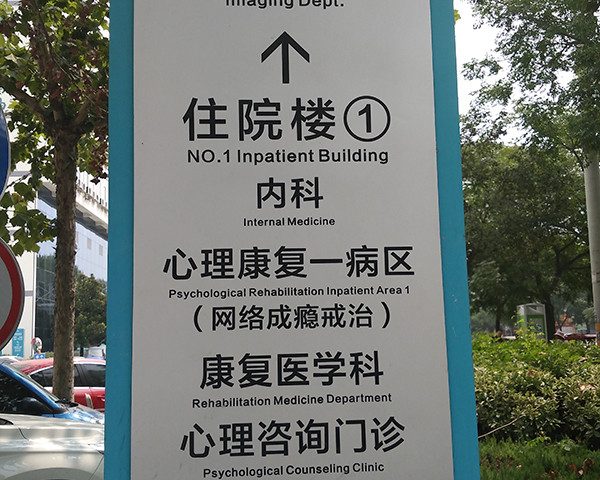 Imaging Dept.
住院楼①
NO.1 Inpatient Building
内科
Internal Medicine
心理康复一病区
Psychological Rehabilitation Inpatient Area 1
（网络成瘾戒治）
康复医学科
Rehabilitation Medicine Department
心理咨询门诊
Psychological Counseling Clinic